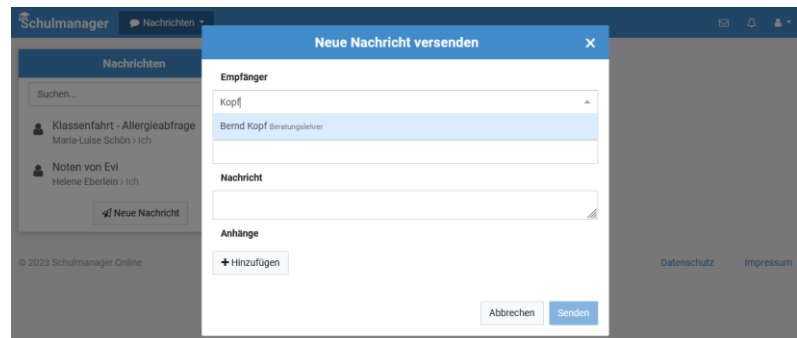 Schulmanager
Nachrichten
Nachrichten
Suchen...
Klassenfahrt - Allergieabfrage
Maria-Luise Schön > Ich
Noten von Evi
Helene Eberlein > Ich
Neue Nachricht
© 2023 Schulmanager Online
Neue Nachricht versenden
Empfänger
Kopf
Bernd Kopf Beratungslehrer
Nachricht
Anhänge
+ Hinzufügen
Abbrechen Senden
Datenschutz Impressum